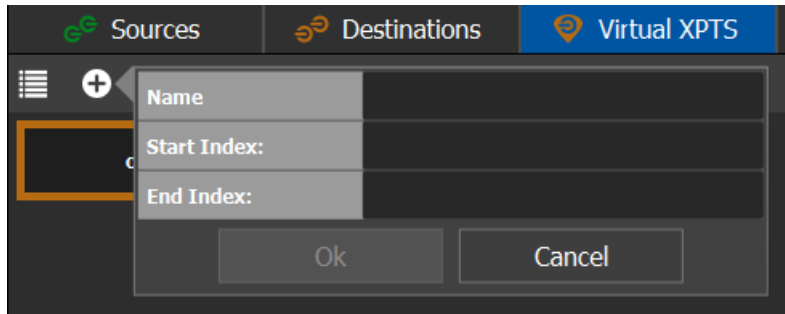 Sources Destinations Virtual XPTS
Name
Start Index:
End Index:
Ok Cancel